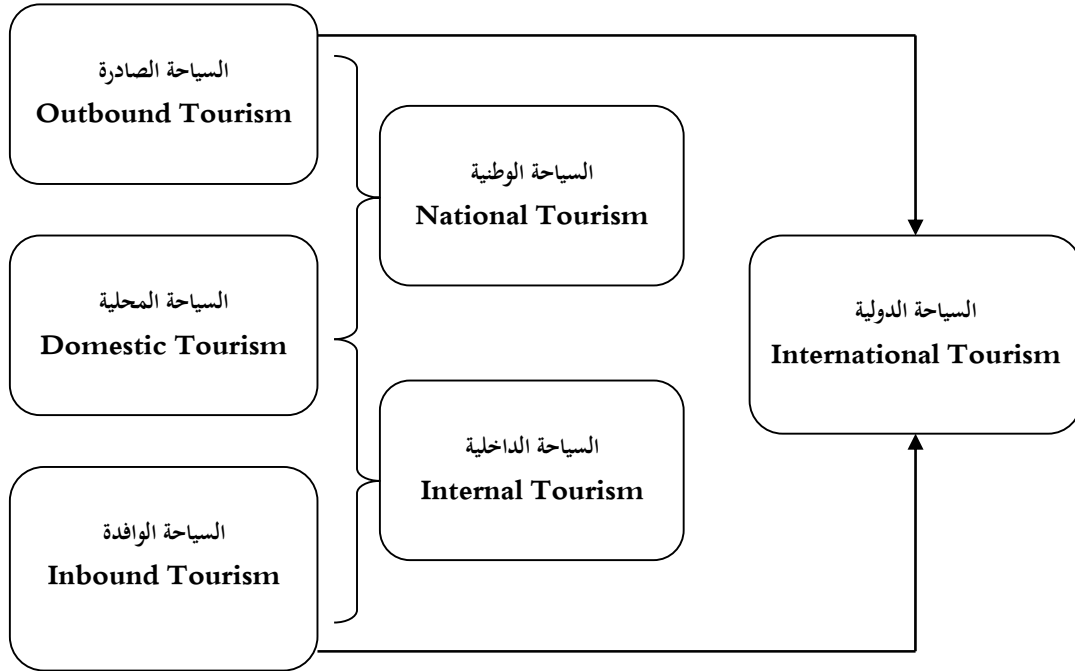 السياحة الصادرة
Outbound Tourism
السياحة الوطنية
National Tourism
السياحة المحلية
Domestic Tourism
السياحة الدولية
International Tourism
السياحة الداخلية
Internal Tourism
السياحة الوافدة
Inbound Tourism